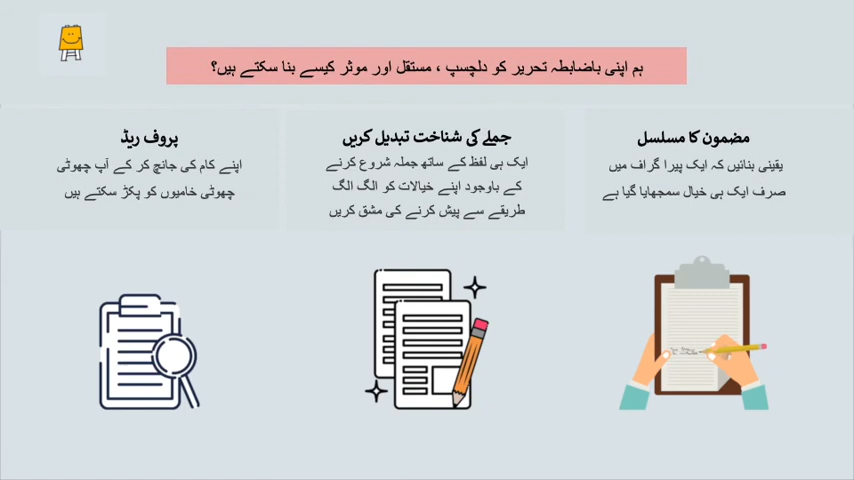 ہم اپنی باضابطہ تحریر کو دلچسپ ، مستقل اور موثر کیسے بنا سکتے ہیں؟
مضمون کا مسلسل
یقینی بنائیں کہ ایک پیرا گراف میں
صرف ایک ہی خیال سمجھایا گیا ہے
جملے کی شناخت تبدیل کریں
ایک ہی لفظ کے ساتھ جملہ شروع کرنے
کے باوجود اپنے خیالات کو الگ الگ
طریقے سے پیش کرنے کی مشق کریں
پروف ریڈ
اپنے کام کی جانچ کر کے آپ چھوٹی
چھوٹی خامیوں کو پکڑ سکتے ہیں